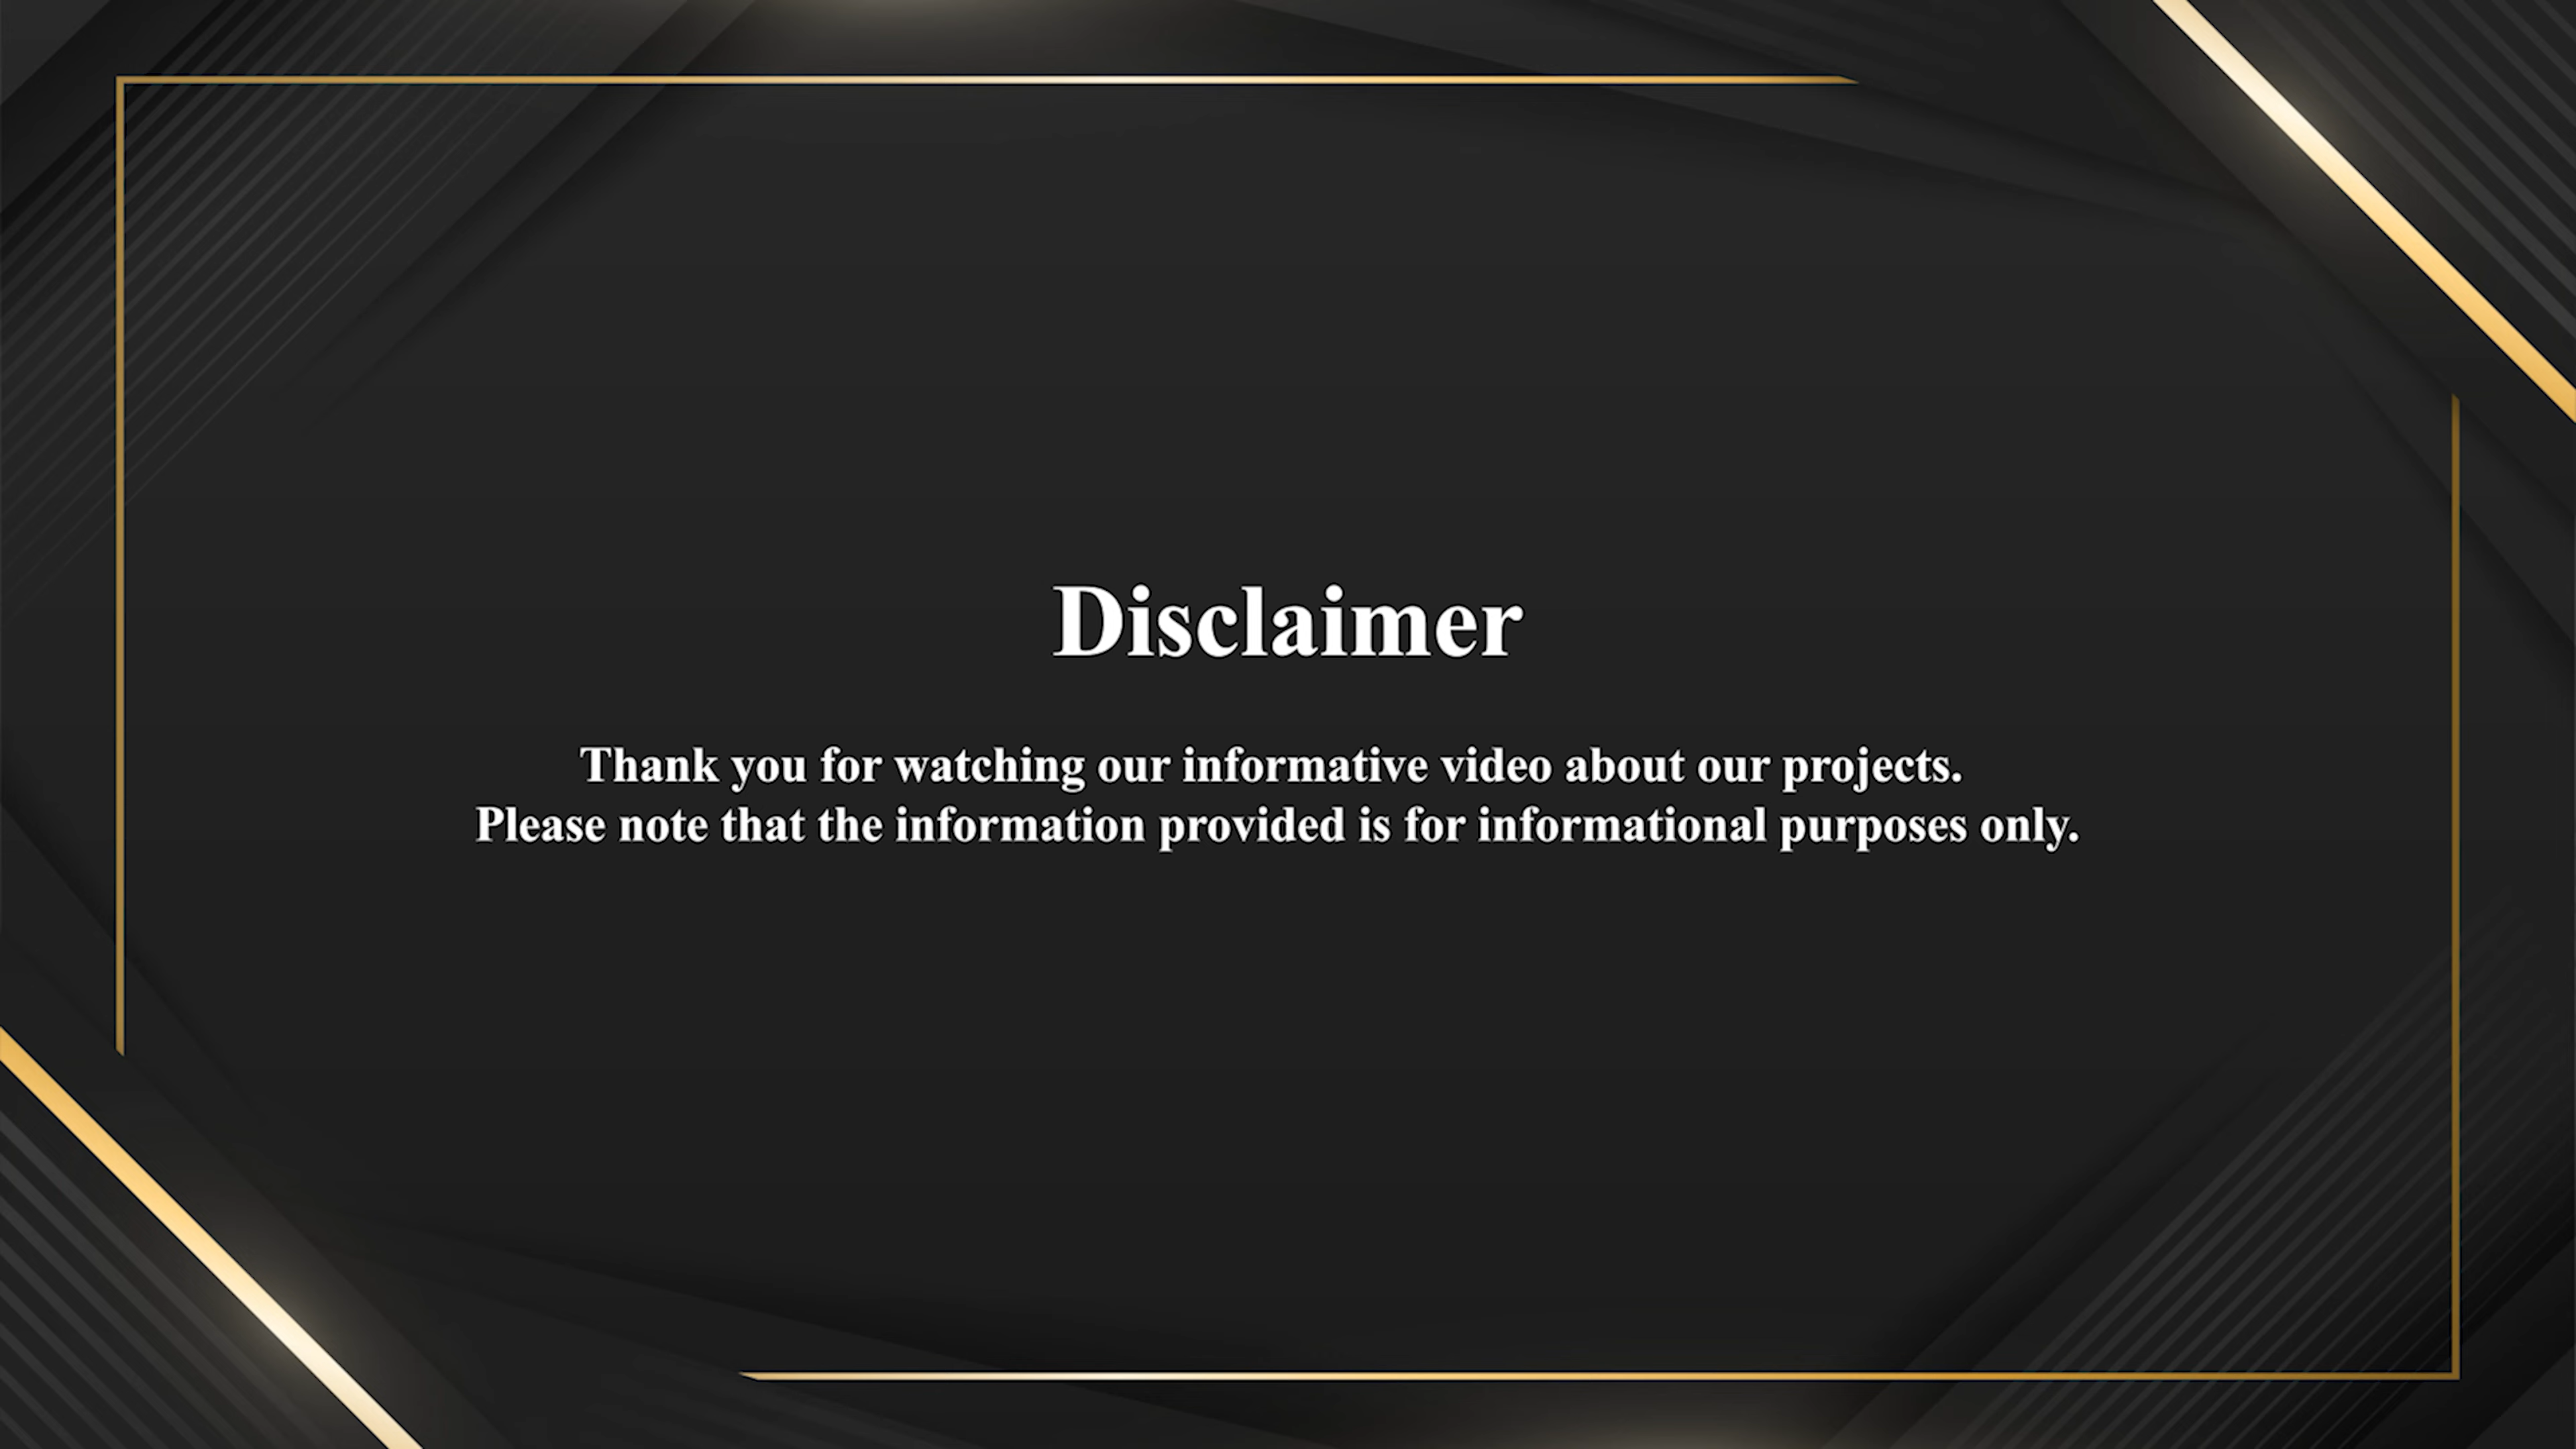 Disclaimer
Thank you for watching our informative video about our projects.
Please note that the information provided is for informational purposes only.